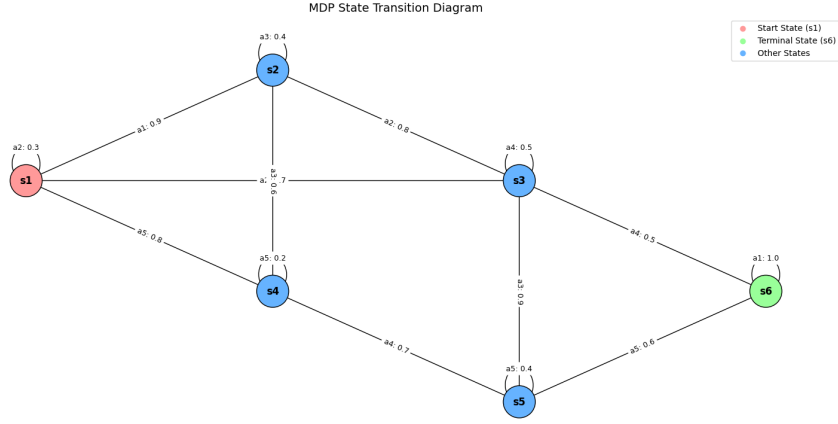 MDP State Transition Diagram
Start State (s1)
Terminal State (s6)
Other States
a3: 0.4
s2
a1: 0.9
a2: 0.8
a2: 0.3
a4: 0.5
s1
a3: 0.6
.7
s3
a5: 0.8
a4: 0.5
a5: 0.2
a1: 1.0
s4
a3: 0.9
s6
a4: 0.7
a5: 0.6
a5: 0.4
s5